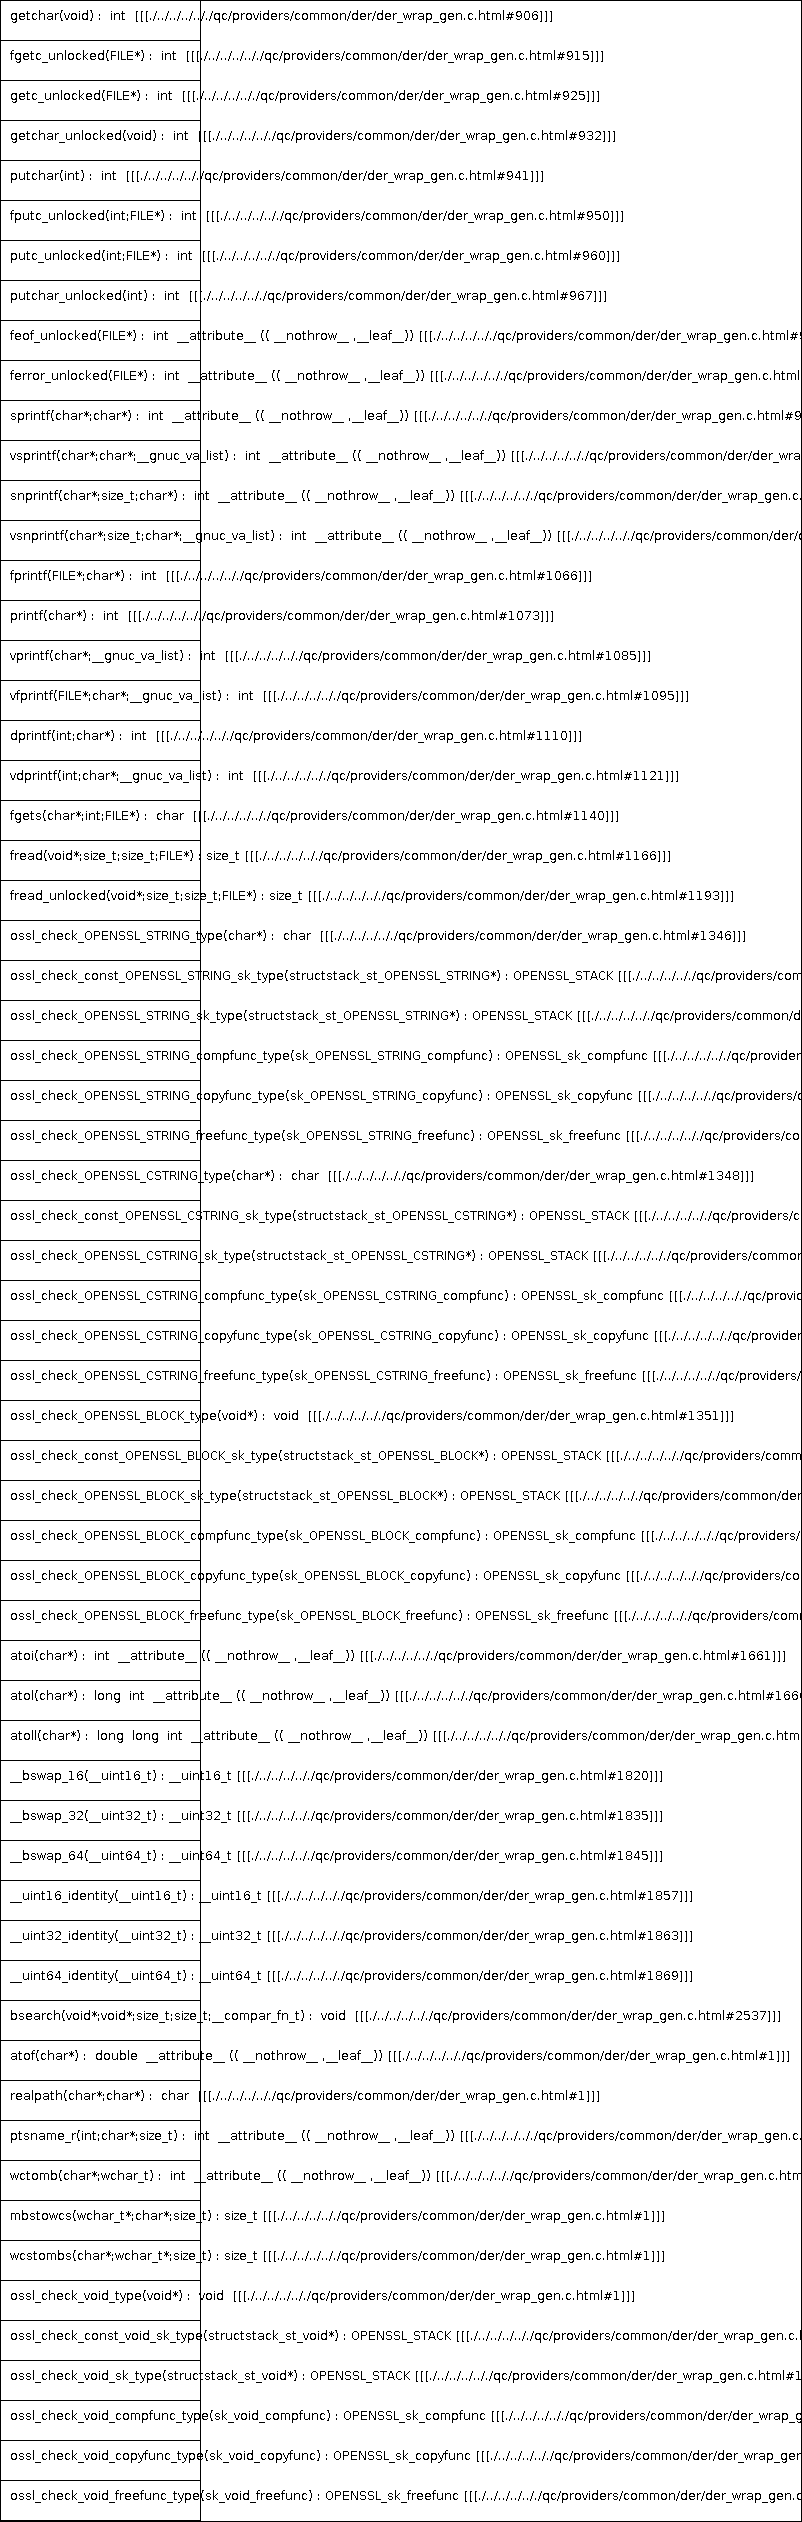 getchar(void) : int [[[./../../../../../qc/providers/common/der/der_wrap_gen.c.html#906]]]
fgetc_unlocked(FILE*) : int [[[./../../../../../qc/providers/common/der/der_wrap_gen.c.html#915]]]
getc_unlocked(FILE*) : int [[[./../../../../../qc/providers/common/der/der_wrap_gen.c.html#925]]]
getchar_unlocked(void) : int [[[./../../../../../qc/providers/common/der/der_wrap_gen.c.html#932]]]
putchar(int) : int [[[./../../../../../qc/providers/common/der/der_wrap_gen.c.html#941]]]
fputc_unlocked(int;FILE*) : int [[[./../../../../../qc/providers/common/der/der_wrap_gen.c.html#950]]]
putc_unlocked(int;FILE*) : int [[[./../../../../../qc/providers/common/der/der_wrap_gen.c.html#960]]]
putchar_unlocked(int) : int [[[./../../../../../qc/providers/common/der/der_wrap_gen.c.html#967]]]
feof_unlocked(FILE*) : int __attribute__ (( __nothrow__ ,__leaf__)) [[[./../../../../../qc/providers/common/der/der_wrap_gen.c.html#9
ferror_unlocked(FILE*) : int __attribute__ (( __nothrow__ ,__leaf__)) [[[./../../../../../qc/providers/common/der/der_wrap_gen.c.html
sprintf(char*;char*) : int __attribute__ (( __nothrow__ ,__leaf__)) [[[./../../../../../qc/providers/common/der/der_wrap_gen.c.html#9
vsprintf(char*;char*;__gnuc_va_list) : int __attribute__ (( __nothrow__ ,__leaf__)) [[[./../../../../../qc/providers/common/der/der_wra
snprintf(char*;size_t;char*) : int __attribute__ (( __nothrow__ ,__leaf__)) [[[./../../../../../qc/providers/common/der/der_wrap_gen.c.
vsnprintf(char*;size_t;char*;__gnuc_va_list) : int __attribute__ (( __nothrow__ ,__leaf__)) [[[./../../../../../qc/providers/common/der/
fprintf(FILE*;char*) : int [[[./../../../../../qc/providers/common/der/der_wrap_gen.c.html#1066]]]
printf(char*) : int [[[./../../../../../qc/providers/common/der/der_wrap_gen.c.html#1073]]]
vprintf(char*;__gnuc_va_list) : int [[[./../../../../../qc/providers/common/der/der_wrap_gen.c.html#1085]]]
vfprintf(FILE*;char*;__gnuc_va_list) : int [[[./../../../../../qc/providers/common/der/der_wrap_gen.c.html#1095]]]
dprintf(int;char*) : int [[[./../../../../../qc/providers/common/der/der_wrap_gen.c.html#1110]]]
vdprintf(int;char*;__gnuc_va_list) : int [[[./../../../../../qc/providers/common/der/der_wrap_gen.c.html#1121]]]
fgets(char*;int;FILE*) : char [[[./../../../../../qc/providers/common/der/der_wrap_gen.c.html#1140]]]
fread(void*;size_t;size_t;FILE*) : size_t [[[./../../../../../qc/providers/common/der/der_wrap_gen.c.html#1166]]]
fread_unlocked(void*;size_t;size_t;FILE*) : size_t [[[./../../../../../qc/providers/common/der/der_wrap_gen.c.html#1193]]]
ossl_check_OPENSSL_STRING_type(char*) : char [[[./../../../../../qc/providers/common/der/der_wrap_gen.c.html#1346]]]
ossl_check_const_OPENSSL_STRING_sk_type(structstack_st_OPENSSL_STRING*) : OPENSSL_STACK [[[./../../../../../qc/providers/com
ossl_check_OPENSSL_STRING_sk_type(structstack_st_OPENSSL_STRING*) : OPENSSL_STACK [[[./../../../../../qc/providers/common/d
ossl_check_OPENSSL_STRING_compfunc_type(sk_OPENSSL_STRING_compfunc) : OPENSSL_sk_compfunc [[[./../../../../../qc/provider
ossl_check_OPENSSL_STRING_copyfunc_type(sk_OPENSSL_STRING_copyfunc) : OPENSSL_sk_copyfunc [[[./../../../../../qc/providers/c
ossl_check_OPENSSL_STRING_freefunc_type(sk_OPENSSL_STRING_freefunc) : OPENSSL_sk_freefunc [[[./../../../../../qc/providers/co
ossl_check_OPENSSL_CSTRING_type(char*) : char [[[./../../../../../qc/providers/common/der/der_wrap_gen.c.html#1348]]]
ossl_check_const_OPENSSL_CSTRING_sk_type(structstack_st_OPENSSL_CSTRING*) : OPENSSL_STACK [[[./../../../../../qc/providers/c
ossl_check_OPENSSL_CSTRING_sk_type(structstack_st_OPENSSL_CSTRING*) : OPENSSL_STACK [[[./../../../../../qc/providers/common
ossl_check_OPENSSL_CSTRING_compfunc_type(sk_OPENSSL_CSTRING_compfunc) : OPENSSL_sk_compfunc [[[./../../../../../qc/provid
ossl_check_OPENSSL_CSTRING_copyfunc_type(sk_OPENSSL_CSTRING_copyfunc) : OPENSSL_sk_copyfunc [[[./../../../../../qc/provider
ossl_check_OPENSSL_CSTRING_freefunc_type(sk_OPENSSL_CSTRING_freefunc) : OPENSSL_sk_freefunc [[[./../../../../../qc/providers/
ossl_check_OPENSSL_BLOCK_type(void*) : void [[[./../../../../../qc/providers/common/der/der_wrap_gen.c.html#1351]]]
ossl_check_const_OPENSSL_BLOCK_sk_type(structstack_st_OPENSSL_BLOCK*) : OPENSSL_STACK [[[./../../../../../qc/providers/comm
ossl_check_OPENSSL_BLOCK_sk_type(structstack_st_OPENSSL_BLOCK*) : OPENSSL_STACK [[[./../../../../../qc/providers/common/der
ossl_check_OPENSSL_BLOCK_compfunc_type(sk_OPENSSL_BLOCK_compfunc) : OPENSSL_sk_compfunc [[[./../../../../../qc/providers/
ossl_check_OPENSSL_BLOCK_copyfunc_type(sk_OPENSSL_BLOCK_copyfunc) : OPENSSL_sk_copyfunc [[[./../../../../../qc/providers/co
ossl_check_OPENSSL_BLOCK_freefunc_type(sk_OPENSSL_BLOCK_freefunc) : OPENSSL_sk_freefunc [[[./../../../../../qc/providers/com
atoi(char*) : int __attribute__ (( __nothrow__ ,__leaf__)) [[[./../../../../../qc/providers/common/der/der_wrap_gen.c.html#1661]]]
atol(char*) : long int __attribute__ (( __nothrow__ ,__leaf__)) [[[./../../../../../qc/providers/common/der/der_wrap_gen.c.html#166
atoll(char*) : long long int __attribute__ (( __nothrow__ ,__leaf__)) [[[./../../../../../qc/providers/common/der/der_wrap_gen.c.htm
__bswap_16(__uint16_t) : __uint16_t [[[./../../../../../qc/providers/common/der/der_wrap_gen.c.html#1820]]]
__bswap_32(__uint32_t) : __uint32_t [[[./../../../../../qc/providers/common/der/der_wrap_gen.c.html#1835]]]
__bswap_64(__uint64_t) : __uint64_t [[[./../../../../../qc/providers/common/der/der_wrap_gen.c.html#1845]]]
__uint16_identity(__uint16_t) : __uint16_t [[[./../../../../../qc/providers/common/der/der_wrap_gen.c.html#1857]]]
__uint32_identity(__uint32_t) : __uint32_t [[[./../../../../../qc/providers/common/der/der_wrap_gen.c.html#1863]]]
__uint64_identity(__uint64_t) : __uint64_t [[[./../../../../../qc/providers/common/der/der_wrap_gen.c.html#1869]]]
bsearch(void*;void*;size_t;size_t;__compar_fn_t) : void [[[./../../../../../qc/providers/common/der/der_wrap_gen.c.html#2537]]]
atof(char*) : double __attribute__ (( __nothrow__ ,__leaf__)) [[[./../../../../../qc/providers/common/der/der_wrap_gen.c.html#1]]]
realpath(char*;char*) : char [[[./../../../../../qc/providers/common/der/der_wrap_gen.c.html#1]]]
ptsname_r(int;char*;size_t) : int __attribute__ (( __nothrow__ ,__leaf__)) [[[./../../../../../qc/providers/common/der/der_wrap_gen.c.
wctomb(char*;wchar_t) : int __attribute__ (( __nothrow__ ,__leaf__)) [[[./../../../../../qc/providers/common/der/der_wrap_gen.c.htm
mbstowcs(wchar_t*;char*;size_t) : size_t [[[./../../../../../qc/providers/common/der/der_wrap_gen.c.html#1]]]
wcstombs(char*;wchar_t*;size_t) : size_t [[[./../../../../../qc/providers/common/der/der_wrap_gen.c.html#1]]]
ossl_check_void_type(void*) : void [[[./../../../../../qc/providers/common/der/der_wrap_gen.c.html#1]]]
ossl_check_const_void_sk_type(structstack_st_void*) : OPENSSL_STACK [[[./../../../../../qc/providers/common/der/der_wrap_gen.c.h
ossl_check_void_sk_type(structstack_st_void*) : OPENSSL_STACK [[[./../../../../../qc/providers/common/der/der_wrap_gen.c.html#1
ossl_check_void_compfunc_type(sk_void_compfunc) : OPENSSL_sk_compfunc [[[./../../../../../qc/providers/common/der/der_wrap_g
ossl_check_void_copyfunc_type(sk_void_copyfunc) : OPENSSL_sk_copyfunc [[[./../../../../../qc/providers/common/der/der_wrap_gen
ossl_check_void_freefunc_type(sk_void_freefunc) : OPENSSL_sk_freefunc [[[./../../../../../qc/providers/common/der/der_wrap_gen.c